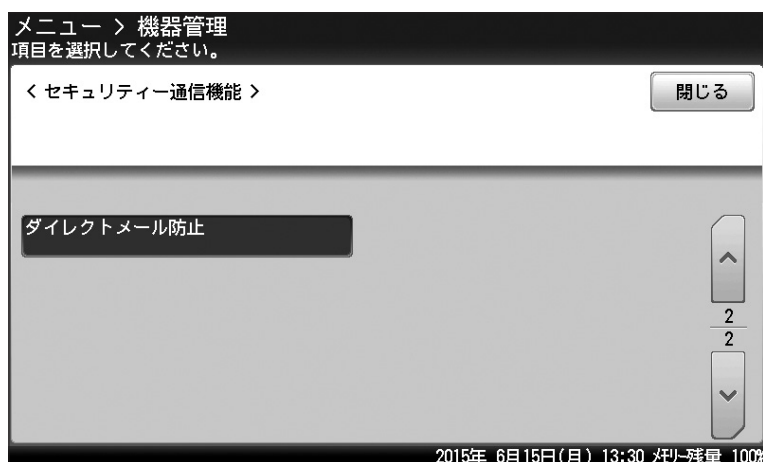 メニュー > 機器管理
項目を選択してください。
< セキュリティー通信機能 >
閉じる
ダイレクトメール防止
2
2
2015年 6月15日(月) 13:30 ﾒﾓﾘｰ残量 100%